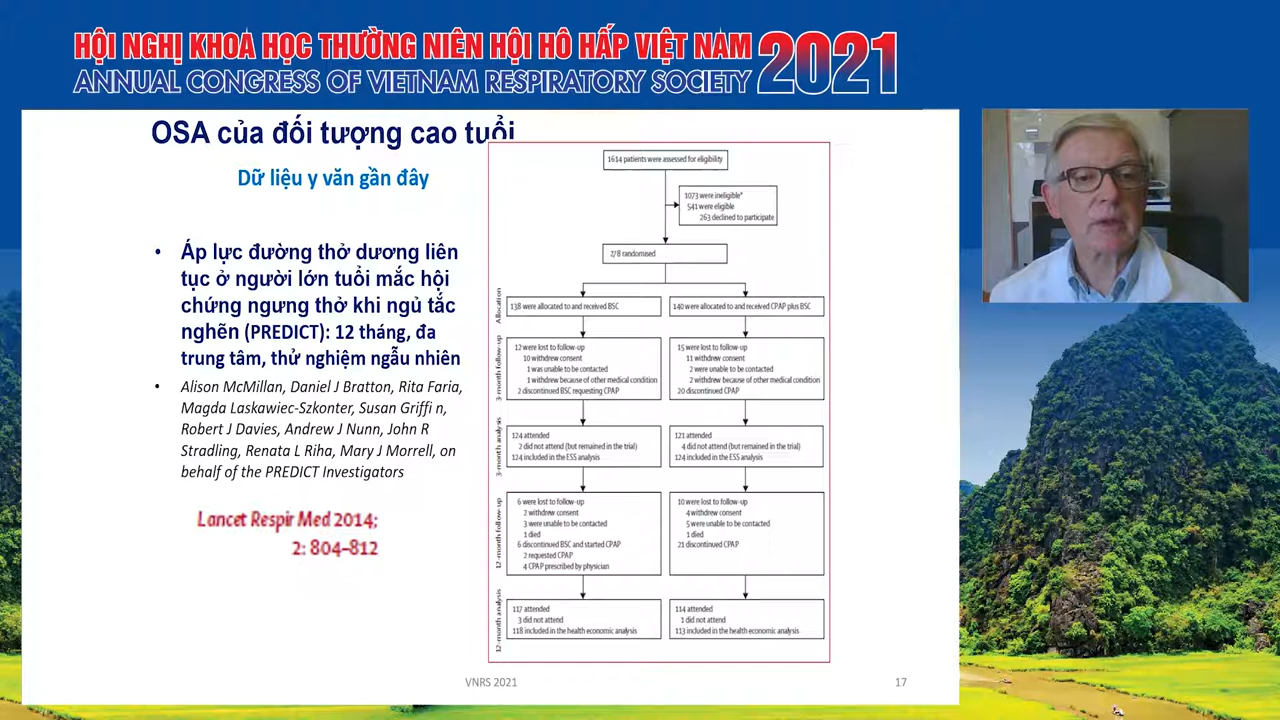 HỘI NGHỊ KHOA HỌC THƯỜNG NIÊN HỘI HÔ HẤP VIỆT NAM
ANNUAL CONGRESS OF VIETNAM RESPIRATORY SOCIETY
2021
OSA của đối tượng cao tuổi
Dữ liệu y văn gần đây
• Áp lực đường thở dương liên
tục ở người lớn tuổi mắc hội
chứng ngưng thở khi ngủ tắc
nghẽn (PREDICT): 12 tháng, đa
trung tâm, thử nghiệm ngẫu nhiên
• Alison McMillan, Daniel J Bratton, Rita Faria,
Magda Laskawiec-Szkonter, Susan Griffi n,
Robert J Davies, Andrew J Nunn, John R
Stradling, Renata L Riha, Mary J Morrell, on
behalf of the PREDICT Investigators
Lancet Respir Med 2014;
2: 804–812
1614 patients were assessed for eligibility
1073 were ineligible*
541 were eligible
263 declined to participate
278 randomised
Allocation
138 were allocated to and received BSC
140 were allocated to and received CPAP plus BSC
3-month follow-up
12 were lost to follow-up
10 withdrew consent
1 was unable to be contacted
1 withdrew because of other medical condition
2 discontinued BSC requesting CPAP
15 were lost to follow-up
11 withdrew consent
2 were unable to be contacted
2 withdrew because of other medical condition
20 discontinued CPAP
3-month analysis
124 attended
2 did not attend (but remained in the trial)
124 included in the ESS analysis
121 attended
4 did not attend (but remained in the trial)
124 included in the ESS analysis
12-month follow-up
6 were lost to follow-up
2 withdrew consent
3 were unable to be contacted
1 died
6 discontinued BSC and started CPAP
2 requested CPAP
4 CPAP prescribed by physician
10 were lost to follow-up
4 withdrew consent
5 were unable to be contacted
1 died
21 discontinued CPAP
12-month analysis
117 attended
3 did not attend
118 included in the health economic analysis
114 attended
1 did not attend
113 included in the health economic analysis
VNRS 2021
17